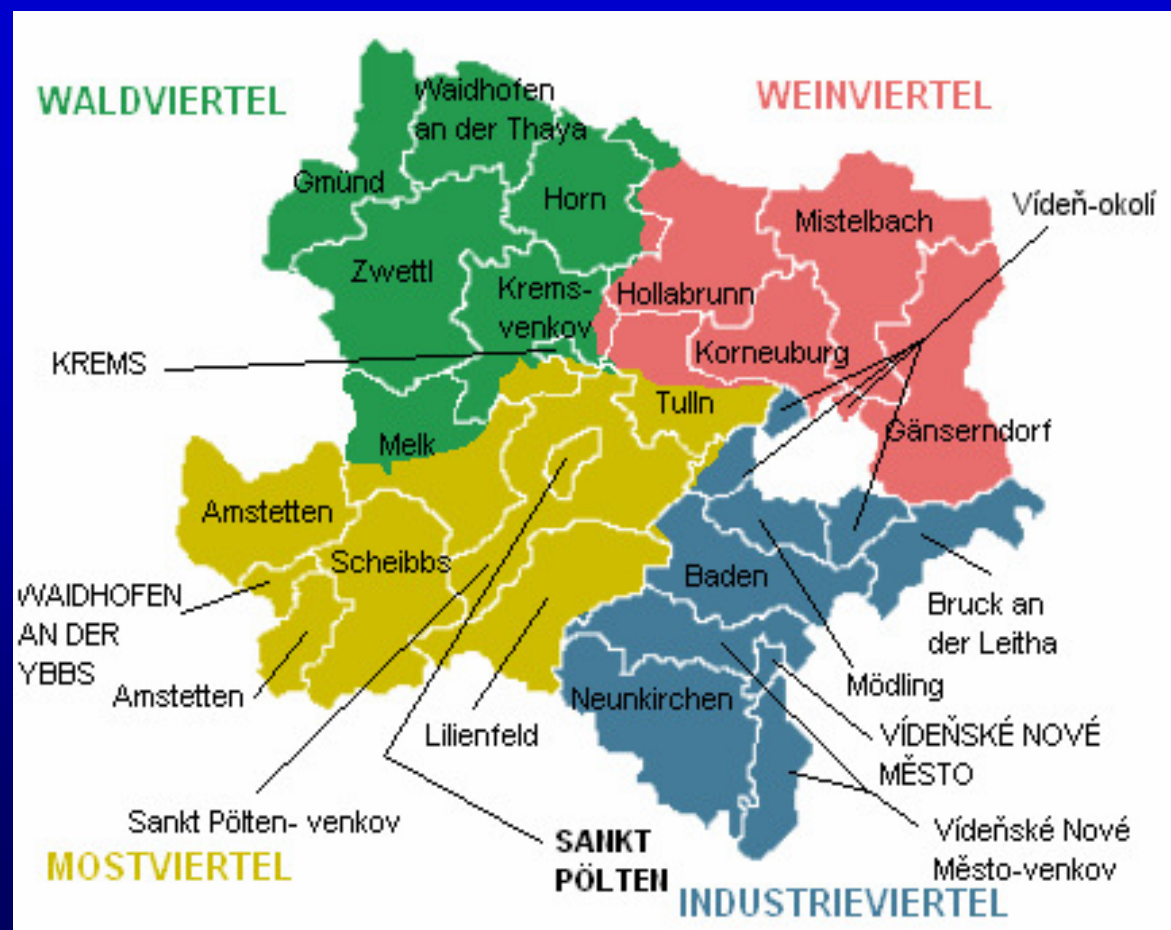 WALDVIERTEL
WEINVIERTEL
Waidhofen
an der Thaya
Gmünd
Horn
Zwettl
Krems-
venkov
KREMS
Melk
Mistelbach
Vídeň-okolí
Hollabrunn
Korneuburg
Gänserndorf
Tulln
Amstetten
Scheibbs
WAIDHOFEN
AN DER
YBBS
Amstetten
Lilienfeld
Sankt Pölten- venkov
SANKT
PÖLTEN
MOSTVIERTEL
Baden
Bruck an
der Leitha
Mödling
Neunkirchen
VÍDEŇSKÉ NOVÉ
MĚSTO
Vídeňské Nové
Město-venkov
INDUSTRIEVIERTEL